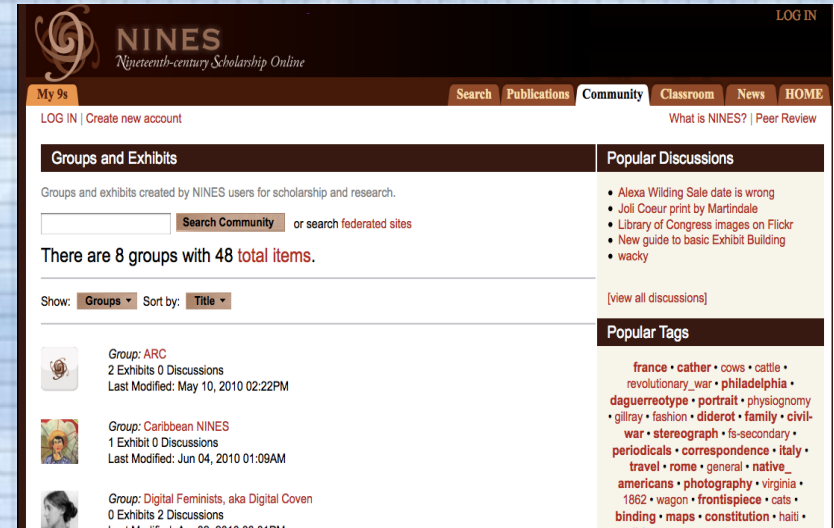 LOG IN
NINES
Nineteenth-century Scholarship Online
My 9s
Search Publications Community Classroom News HOME
LOG IN | Create new account
What is NINES? | Peer Review
Groups and Exhibits
Groups and exhibits created by NINES users for scholarship and research.
Search Community or search federated sites
There are 8 groups with 48 total items.
Show: Groups Sort by: Title
Group: ARC
2 Exhibits 0 Discussions
Last Modified: May 10, 2010 02:22PM
Group: Caribbean NINES
1 Exhibit 0 Discussions
Last Modified: Jun 04, 2010 01:09AM
Group: Digital Feminists, aka Digital Coven
0 Exhibits 2 Discussions
Popular Discussions
• Alexa Wilding Sale date is wrong
• Joli Coeur print by Martindale
• Library of Congress images on Flickr
• New guide to basic Exhibit Building
• wacky
[view all discussions]
Popular Tags
france • cather • cows • cattle •
revolutionary_war • philadelphia •
daguerreotype • portrait • physiognomy
• gillray • fashion • diderot • family • civil-
war • stereograph • fs-secondary •
periodicals • correspondence • italy •
travel • rome • general • native_
americans • photography • virginia •
1862 • wagon • frontispiece • cats •
binding • maps • constitution • haiti •